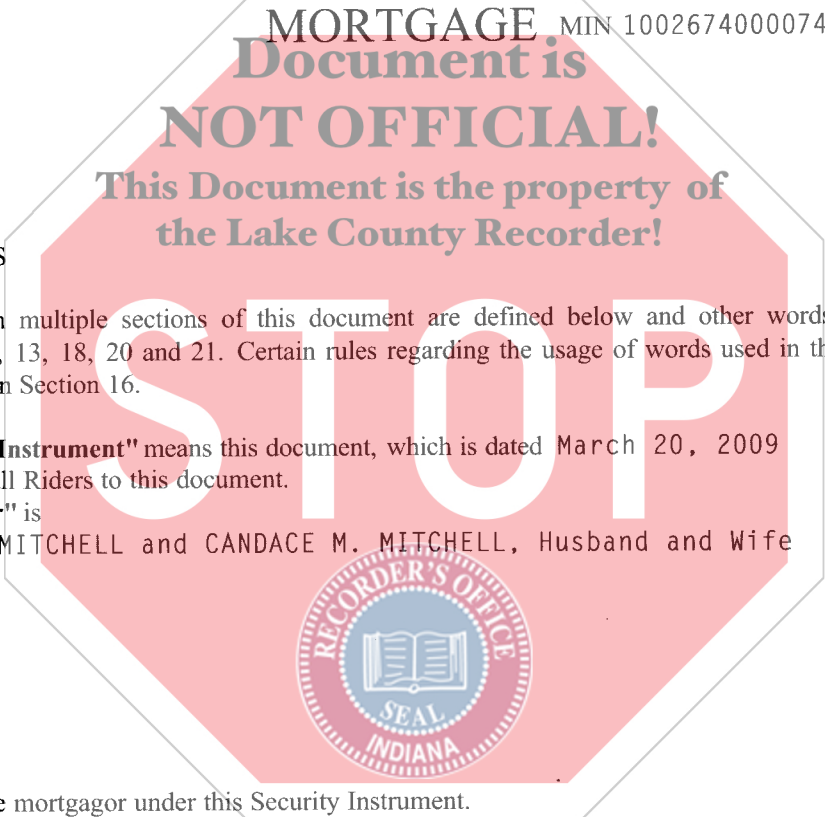 MORTGAGE MIN 1002674000074
Document is
NOT OFFICIAL!
This Document is the property of
the Lake County Recorder!
S
multiple sections of this document are defined below and other words
, 13, 18, 20 and 21. Certain rules regarding the usage of words used in th
n Section 16.
STOP
Instrument" means this document, which is dated March 20, 2009
ll Riders to this document.
r" is
MITCHELL and CANDACE M. MITCHELL, Husband and Wife
RECORDER'S OFFICE
SEAL
INDIANA
e mortgagor under this Security Instrument.